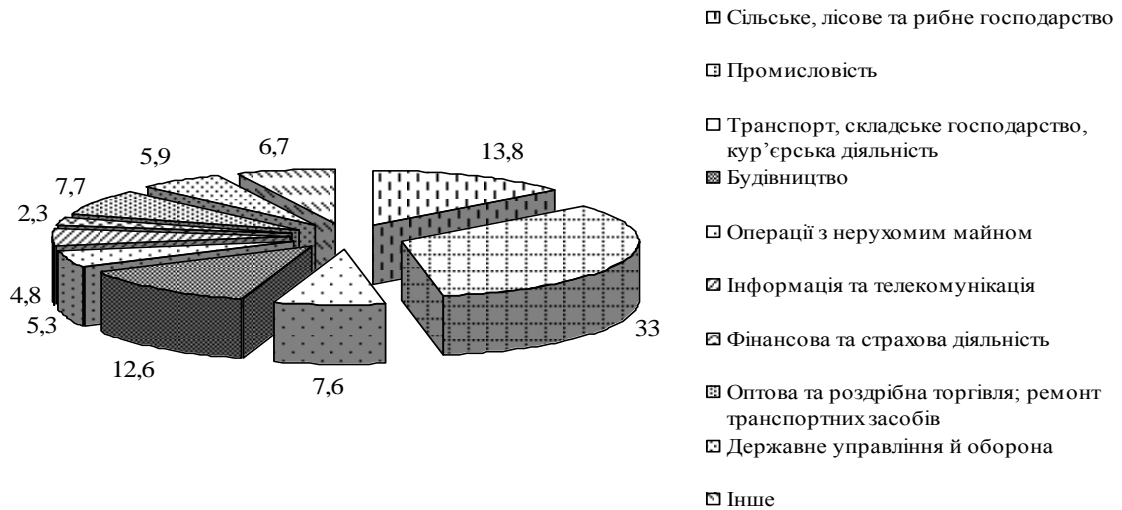 Сільське, лісове та рибне господарство
Промисловість
Транспорт, складське господарство,
кур’єрська діяльність
Будівництво
Операції з нерухомим майном
Інформація та телекомунікація
Фінансова та страхова діяльність
Оптова та роздрібна торгівля; ремонт
транспортних засобів
Державне управління й оборона
Інше
13,8
33
7,6
12,6
5,3
4,8
2,3
7,7
5,9
6,7